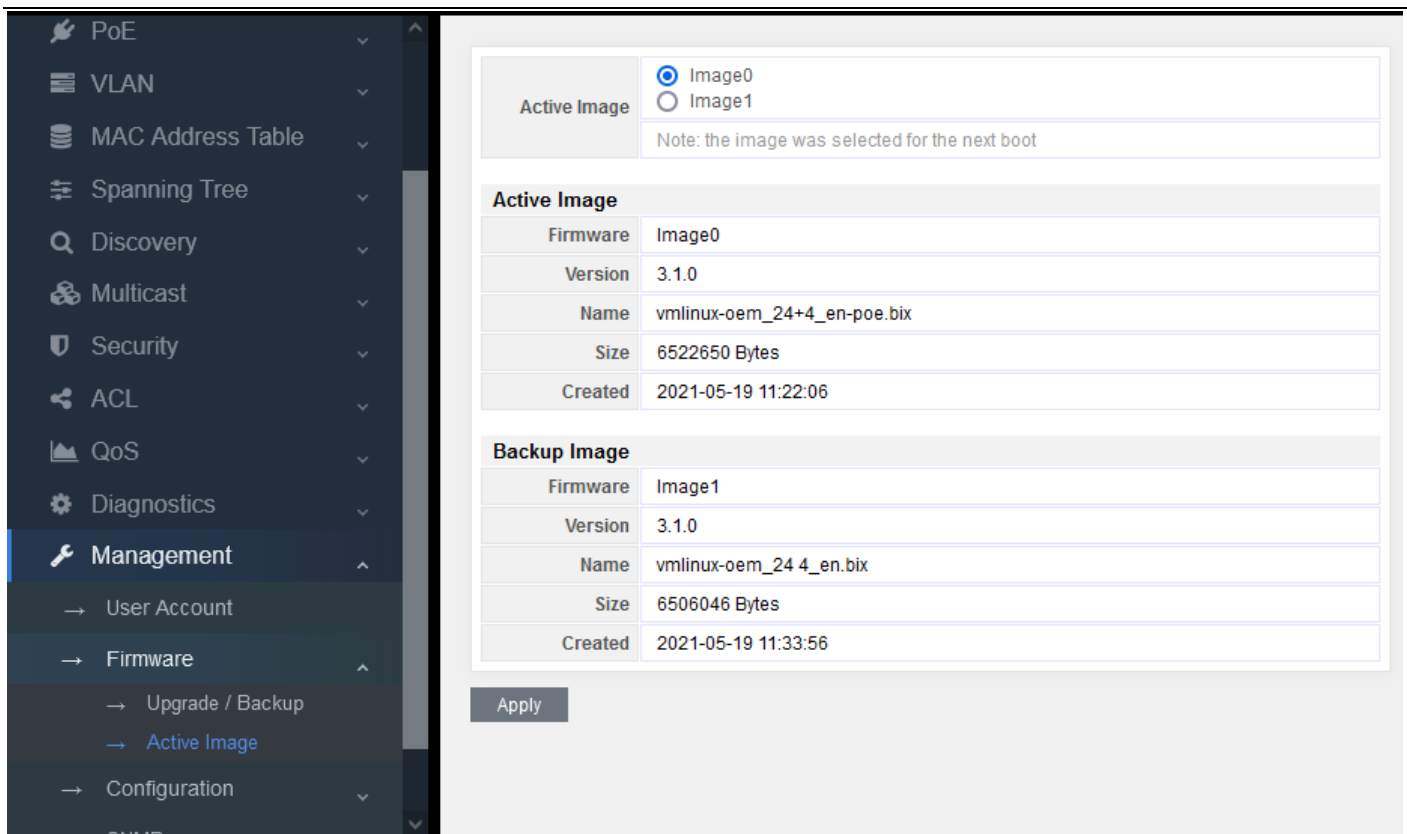 PoE
VLAN
MAC Address Table
Spanning Tree
Discovery
Multicast
Security
ACL
QoS
Diagnostics
Management
→ User Account
→ Firmware
→ Upgrade / Backup
→ Active Image
→ Configuration
Active Image
Image0
Image1
Note: the image was selected for the next boot
Active Image
Firmware Image0
Version 3.1.0
Name vmlinux-oem_24+4_en-poe.bix
Size 6522650 Bytes
Created 2021-05-19 11:22:06
Backup Image
Firmware Image1
Version 3.1.0
Name vmlinux-oem_24 4_en.bix
Size 6506046 Bytes
Created 2021-05-19 11:33:56
Apply